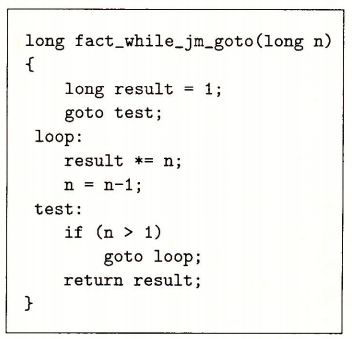 long fact_while_jm_goto(long n)
{
    long result = 1;
    goto test;
 loop:
    result *= n;
    n = n-1;
 test:
    if (n > 1)
        goto loop;
    return result;
}